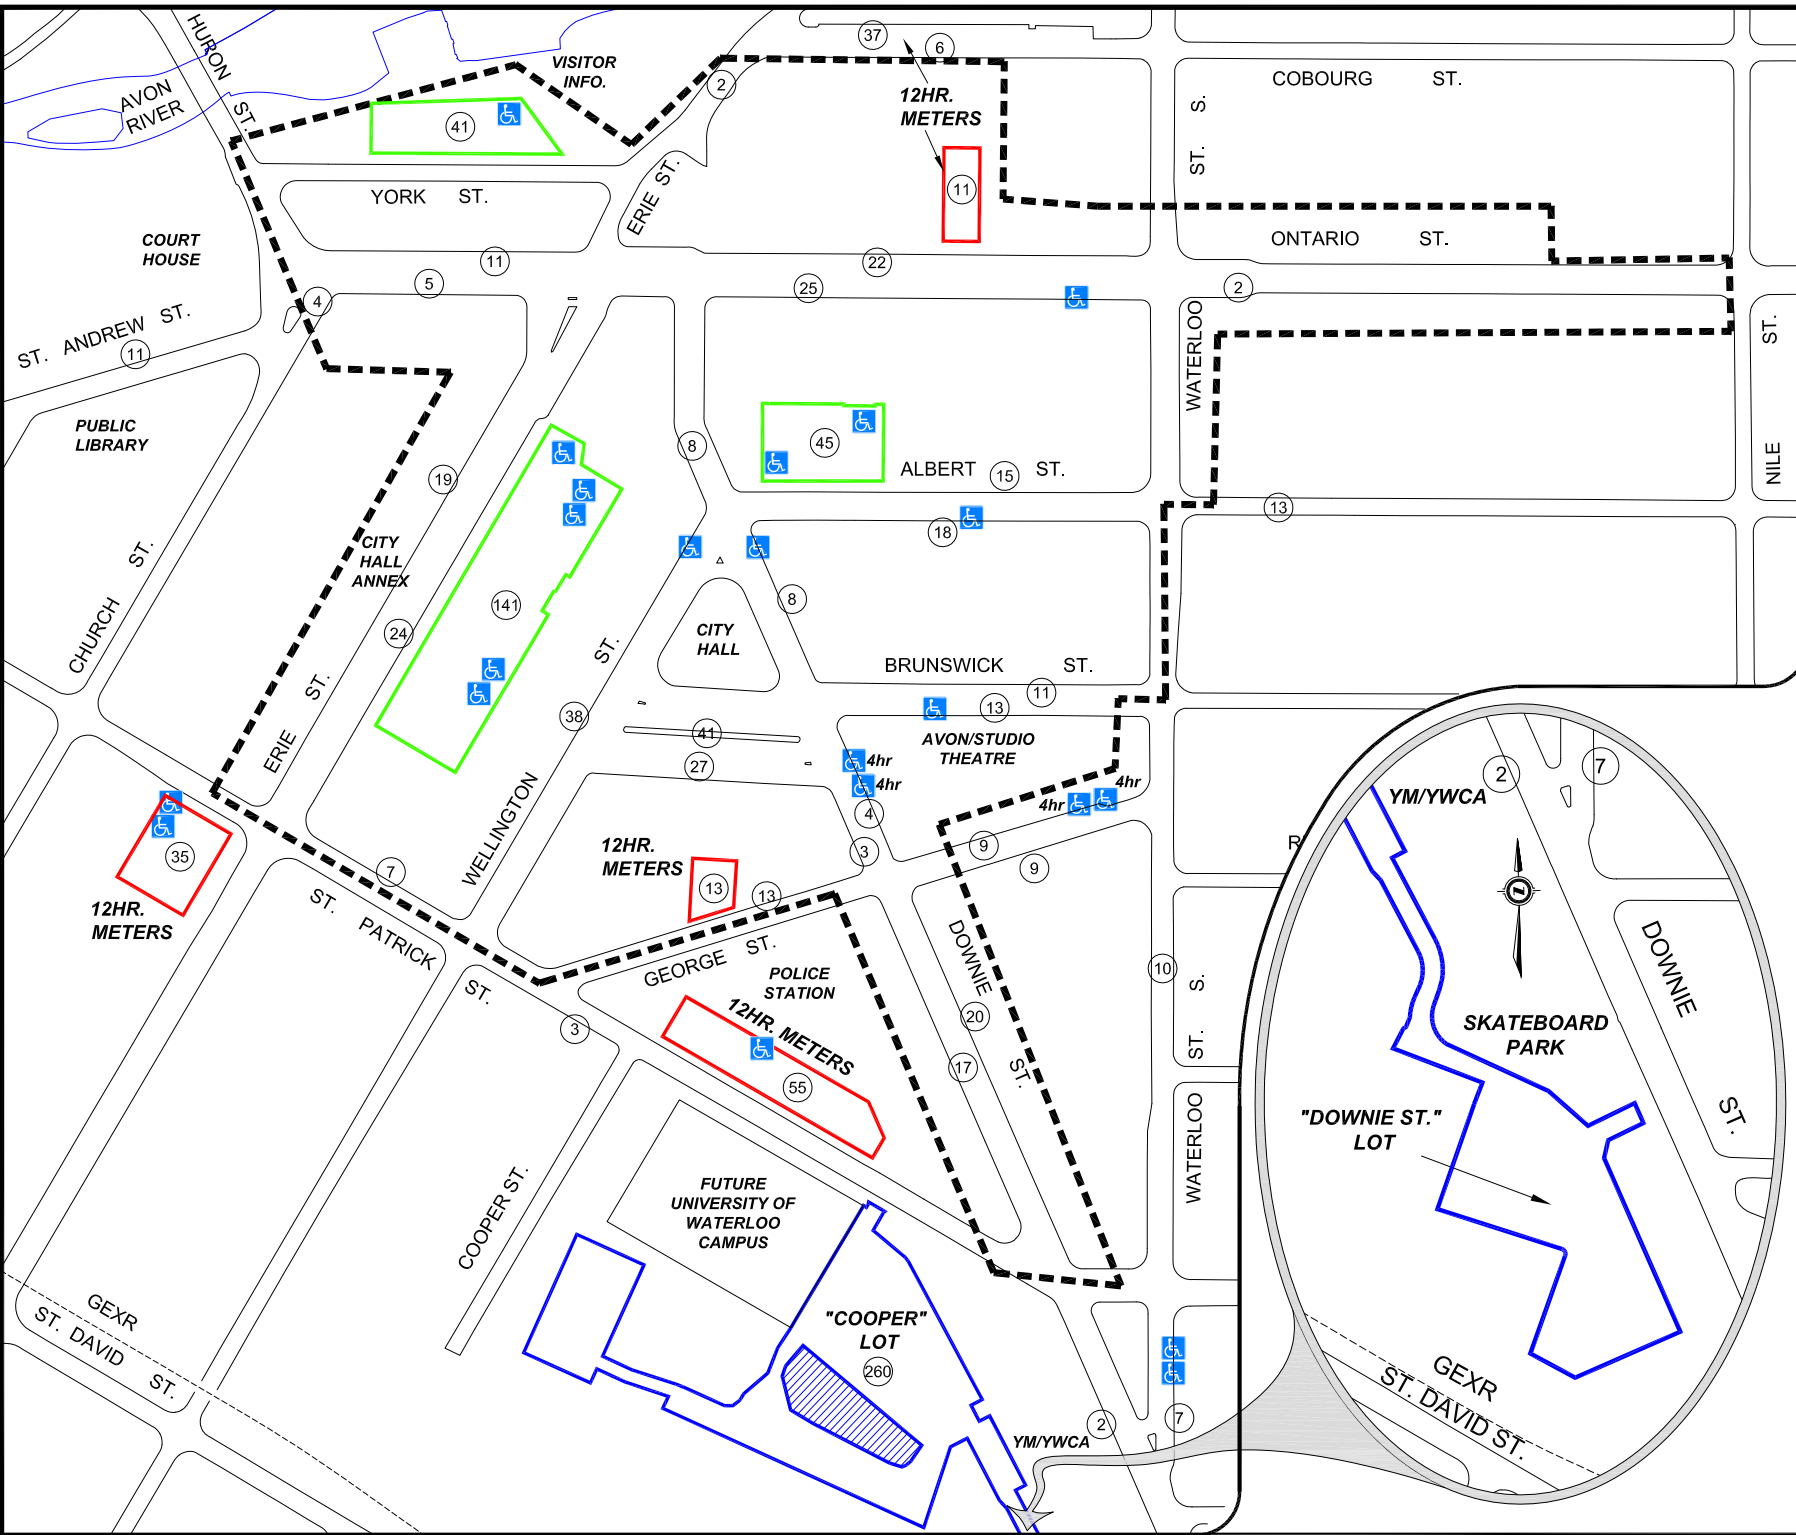 HURON
ST.
AVON
RIVER
VISITOR
INFO.
37
6
2
12HR.
METERS
41
11
COBOURG ST.
ST. S.
YORK ST.
ERIE ST.
COURT
HOUSE
11
22
ONTARIO ST.
5
4
25
2
ST. ANDREW ST.
11
WATERLOO
NILE ST.
PUBLIC
LIBRARY
8
45
ALBERT 15 ST.
19
13
18
CITY
HALL
ANNEX
141
24
CHURCH ST.
8
CITY
HALL
BRUNSWICK ST.
11
13
ERIE ST.
38
41
27
AVON/STUDIO
THEATRE
4hr
4hr
4hr
4hr
4
3
9
9
WELLINGTON ST.
12HR.
METERS
13
13
35
12HR.
METERS
7
ST. PATRICK ST.
GEORGE ST.
POLICE
STATION
12HR. METERS
55
3
DOWNIE ST.
20
17
10
ST. S.
WATERLOO
COOPER ST.
FUTURE
UNIVERSITY OF
WATERLOO
CAMPUS
"COOPER"
LOT
260
GEXR
ST. DAVID ST.
YM/YWCA
2
7
R
2
7
YM/YWCA
SKATEBOARD
PARK
DOWNIE ST.
"DOWNIE ST."
LOT
GEXR
ST. DAVID ST.